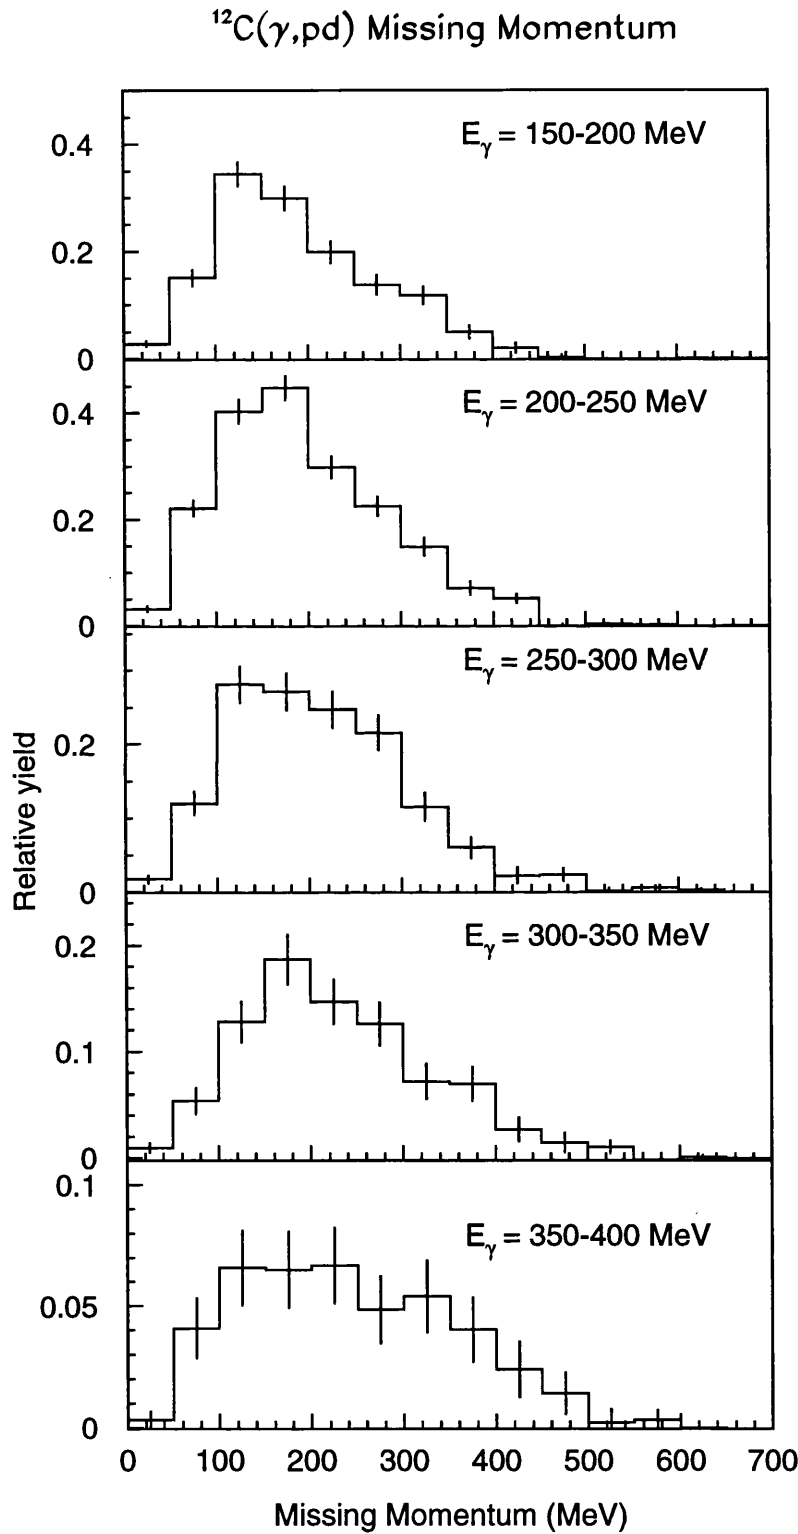 ¹²C(γ,pd) Missing Momentum
E_γ = 150-200 MeV
0.4
0.2
0
E_γ = 200-250 MeV
0.4
0.2
0
E_γ = 250-300 MeV
0.2
0
Relative yield
E_γ = 300-350 MeV
0.2
0.1
0
0.1
E_γ = 350-400 MeV
0.05
0
0 100 200 300 400 500 600 700
Missing Momentum (MeV)